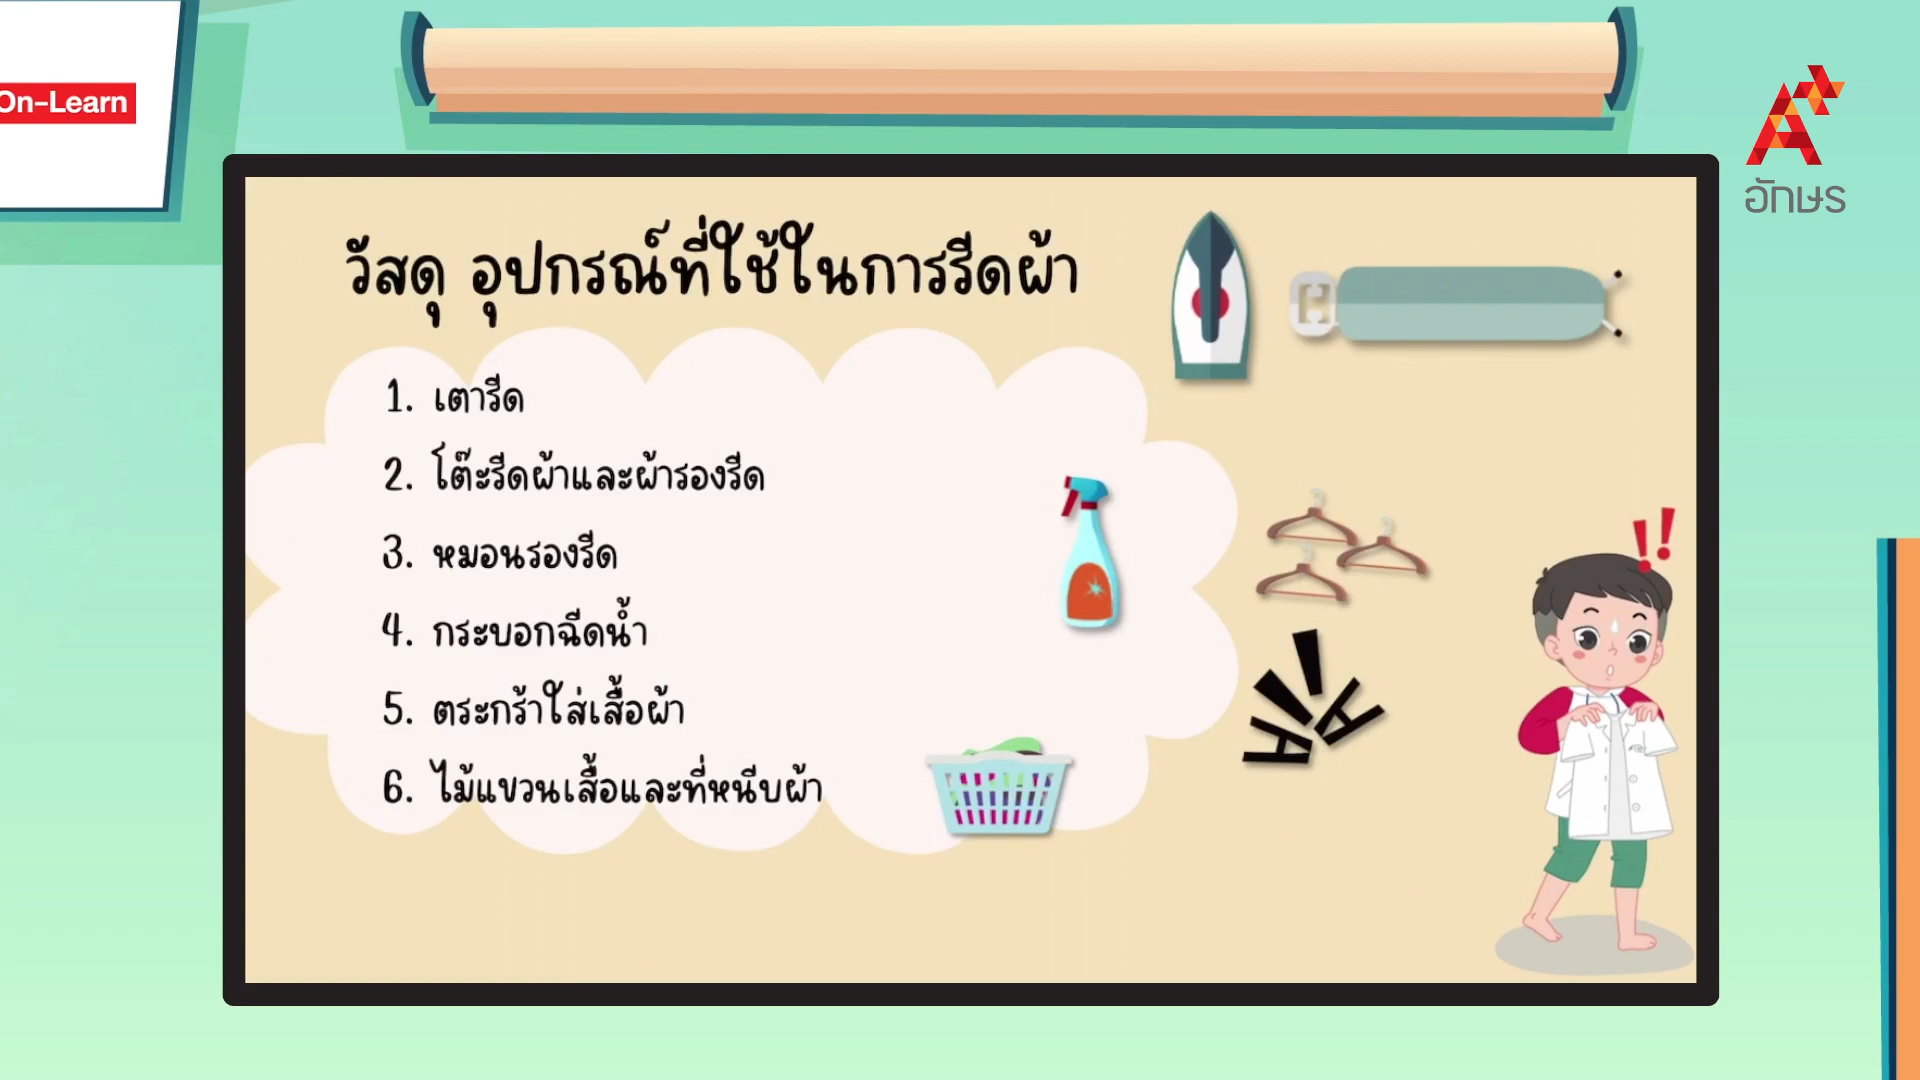 On-Learn
อักษร
วัสดุ อุปกรณ์ที่ใช้ในการรีดผ้า
1. เตารีด
2. โต๊ะรีดผ้าและผ้ารองรีด
3. หมอนรองรีด
4. กระบอกฉีดน้ำ
5. ตระกร้าใส่เสื้อผ้า
6. ไม้แขวนเสื้อและที่หนีบผ้า